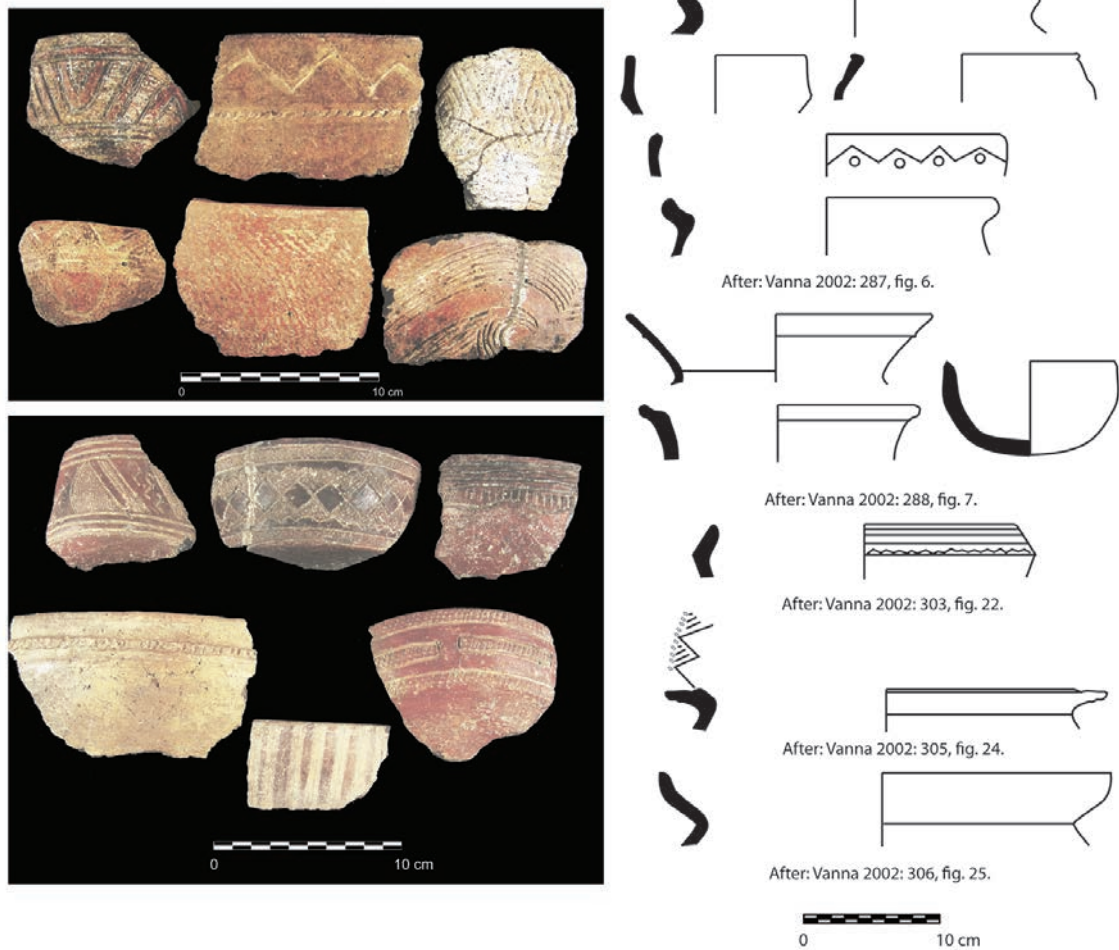 0 10 cm
0 10 cm
After: Vanna 2002: 287, fig. 6.
After: Vanna 2002: 288, fig. 7.
After: Vanna 2002: 303, fig. 22.
After: Vanna 2002: 305, fig. 24.
After: Vanna 2002: 306, fig. 25.
0 10 cm